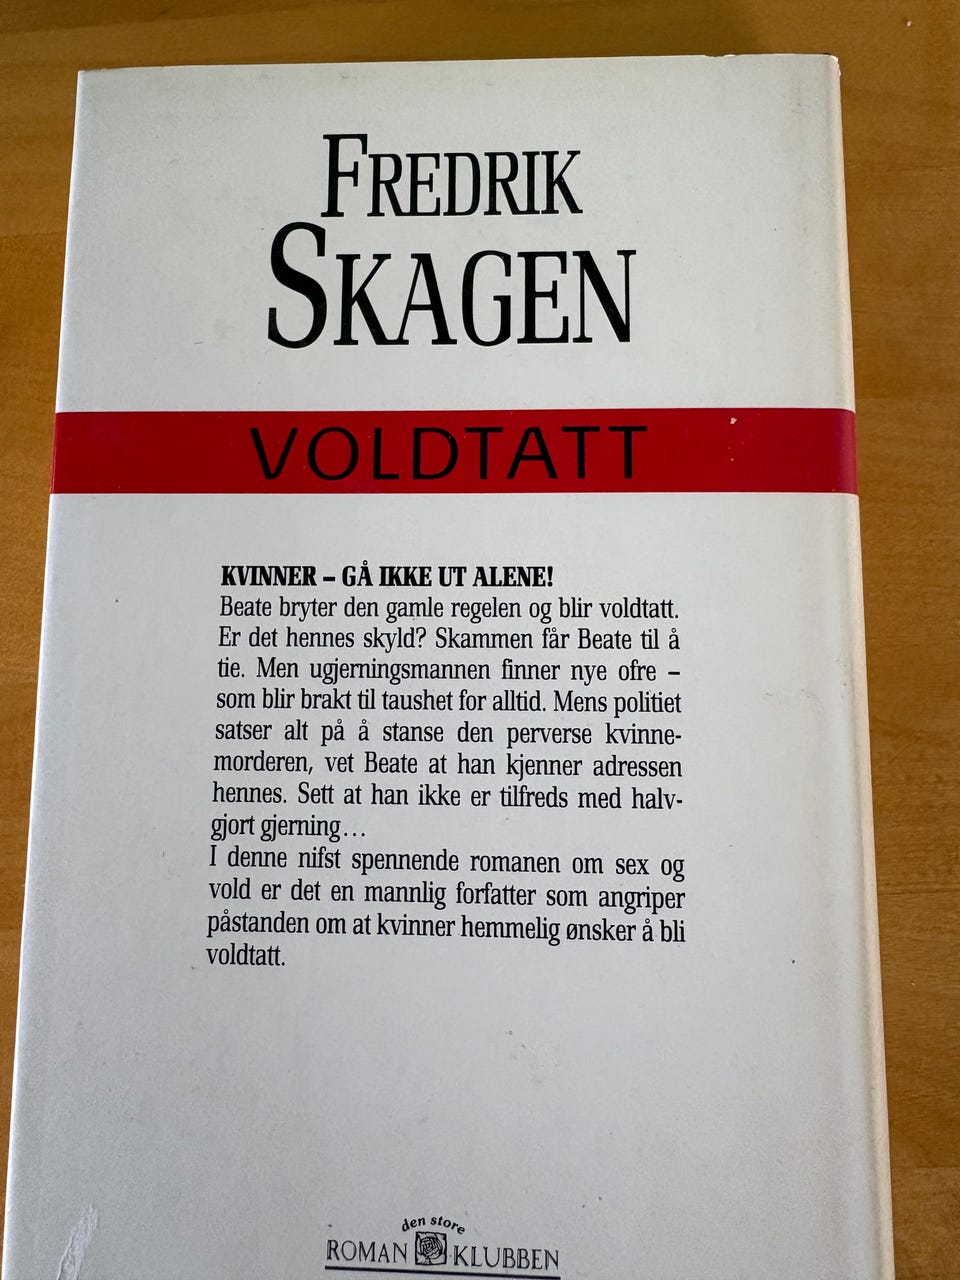 FREDRIK
SKAGEN
VOLDTATT
KVINNER – GÅ IKKE UT ALENE!
Beate bryter den gamle regelen og blir voldtatt.
Er det hennes skyld? Skammen får Beate til å
tie. Men ugjerningsmannen finner nye ofre –
som blir brakt til taushet for alltid. Mens politiet
satser alt på å stanse den perverse kvinne-
morderen, vet Beate at han kjenner adressen
hennes. Sett at han ikke er tilfreds med halv-
gjort gjerning...
I denne nifst spennende romanen om sex og
vold er det en mannlig forfatter som angriper
påstanden om at kvinner hemmelig ønsker å bli
voldtatt.
den store
ROMAN KLUBBEN